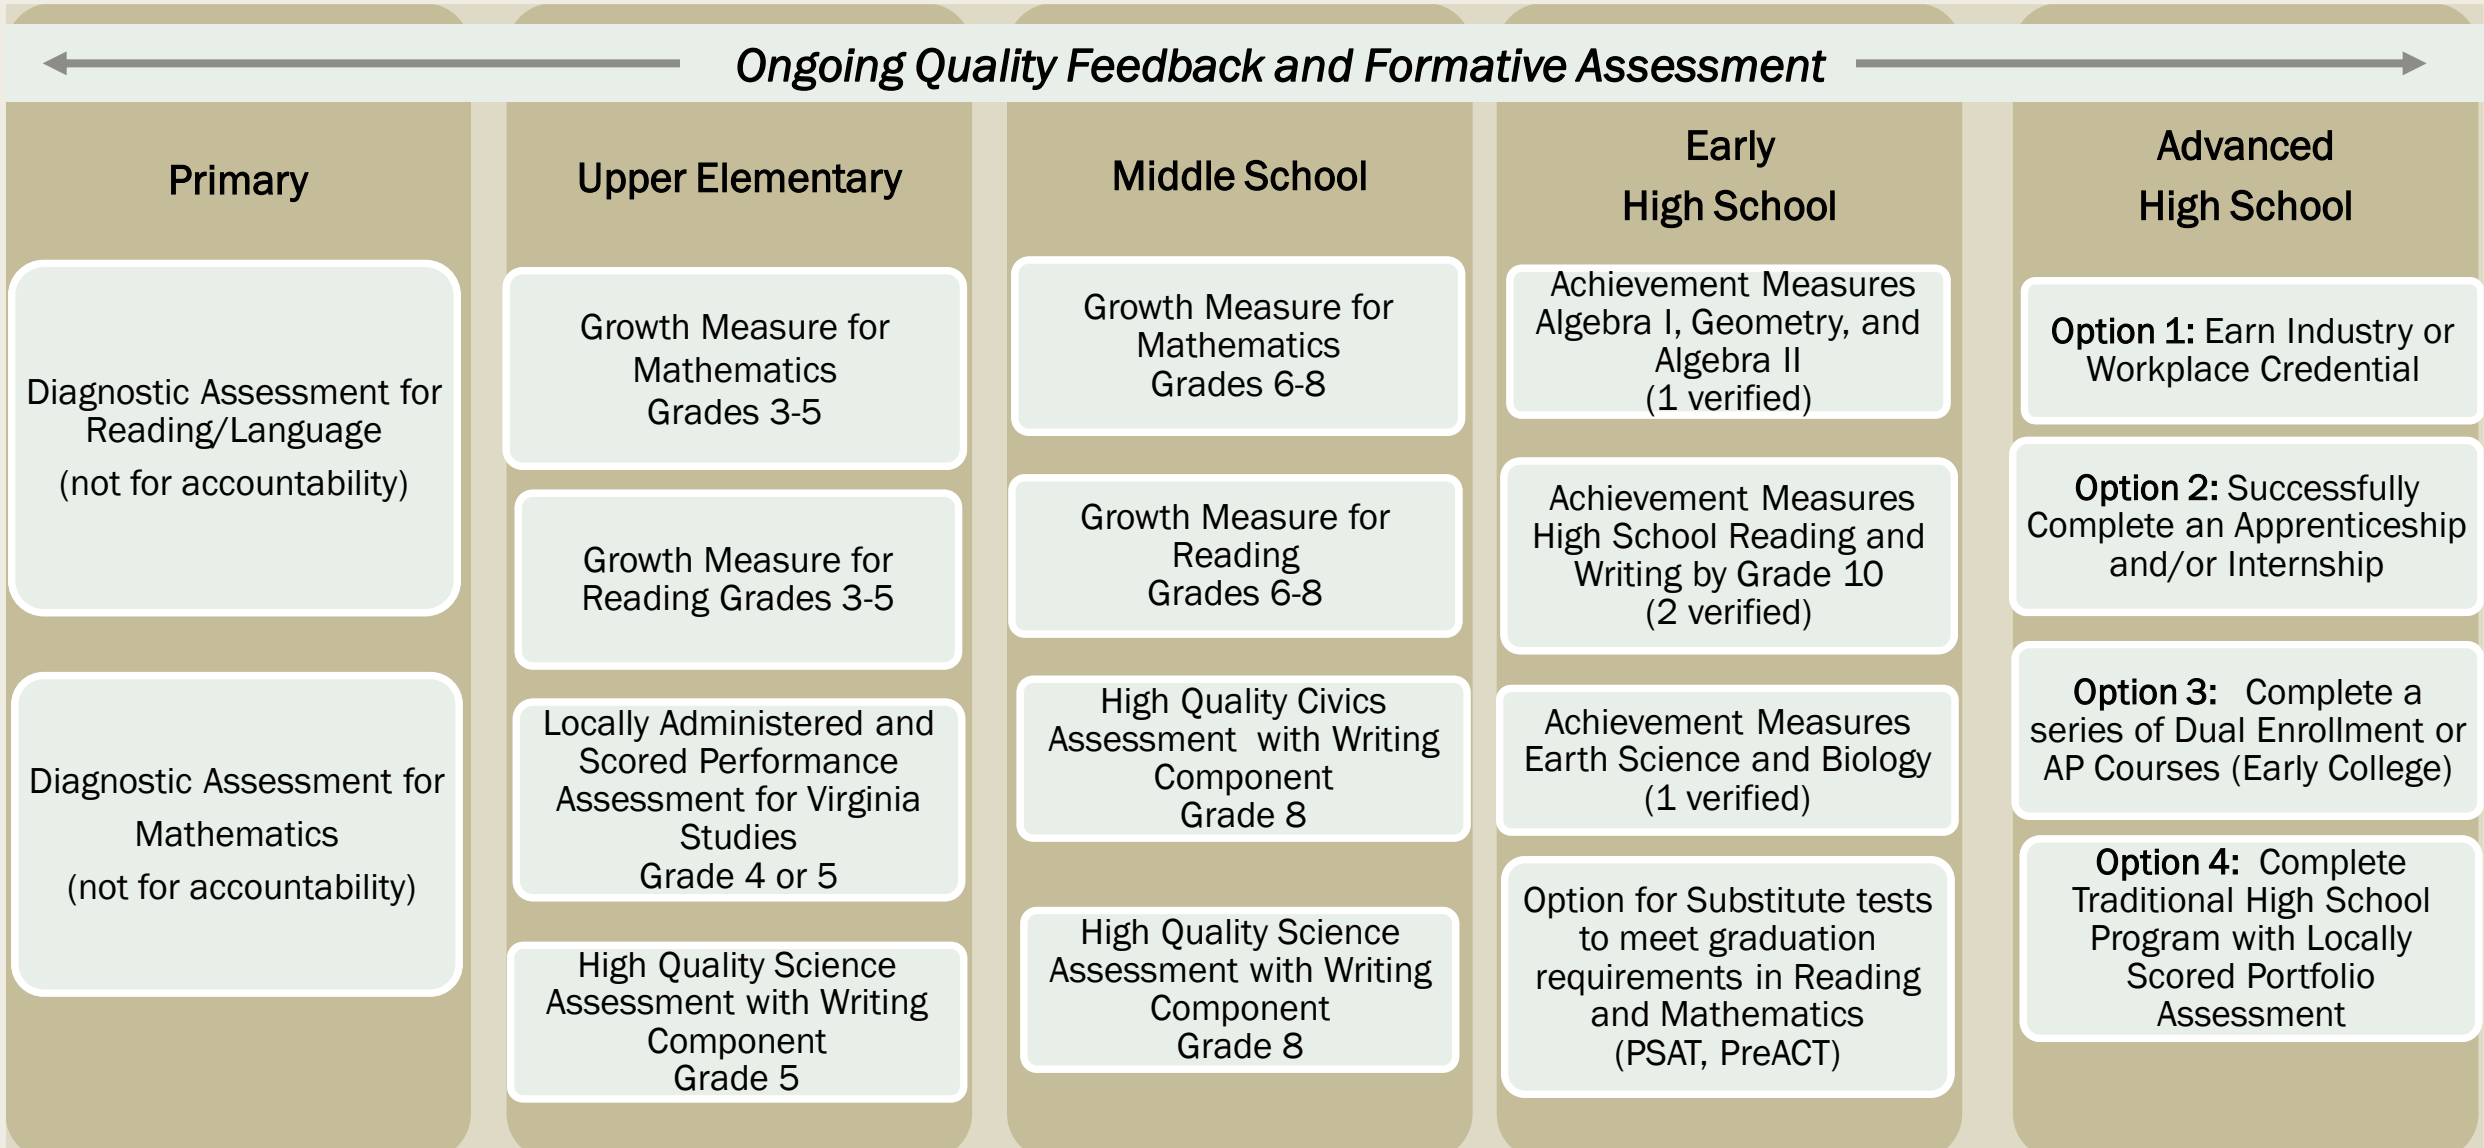 Ongoing Quality Feedback and Formative Assessment
Primary
Diagnostic Assessment for
Reading/Language
(not for accountability)
Diagnostic Assessment for
Mathematics
(not for accountability)
Upper Elementary
Growth Measure for
Mathematics
Grades 3-5
Growth Measure for
Reading Grades 3-5
Locally Administered and
Scored Performance
Assessment for Virginia
Studies
Grade 4 or 5
High Quality Science
Assessment with Writing
Component
Grade 5
Middle School
Growth Measure for
Mathematics
Grades 6-8
Growth Measure for
Reading
Grades 6-8
High Quality Civics
Assessment with Writing
Component
Grade 8
High Quality Science
Assessment with Writing
Component
Grade 8
Early
High School
Achievement Measures
Algebra I, Geometry, and
Algebra II
(1 verified)
Achievement Measures
High School Reading and
Writing by Grade 10
(2 verified)
Achievement Measures
Earth Science and Biology
(1 verified)
Option for Substitute tests
to meet graduation
requirements in Reading
and Mathematics
(PSAT, PreACT)
Advanced
High School
Option 1: Earn Industry or
Workplace Credential
Option 2: Successfully
Complete an Apprenticeship
and/or Internship
Option 3: Complete a
series of Dual Enrollment or
AP Courses (Early College)
Option 4: Complete
Traditional High School
Program with Locally
Scored Portfolio
Assessment